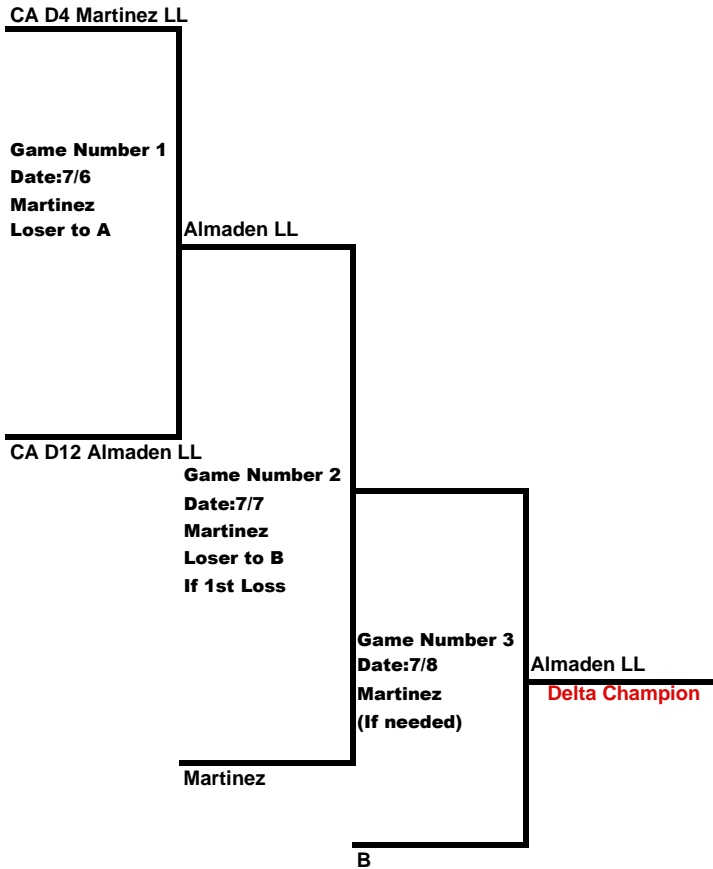 CA D4 Martinez LL
Game Number 1
Date:7/6
Martinez
Loser to A
Almaden LL
CA D12 Almaden LL
Game Number 2
Date:7/7
Martinez
Loser to B
If 1st Loss
Game Number 3
Date:7/8
Martinez
(If needed)
Almaden LL
Delta Champion
Martinez
B